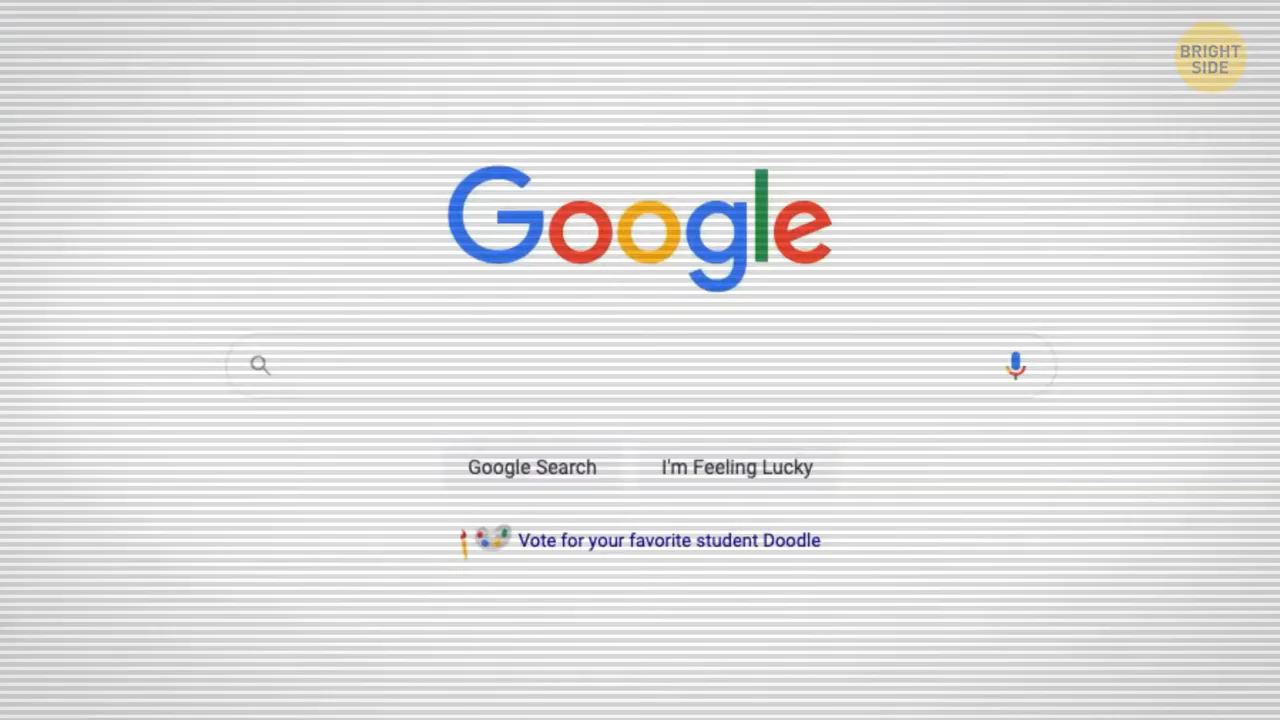 BRIGHT
SIDE
Google
Google Search
I'm Feeling Lucky
Vote for your favorite student Doodle